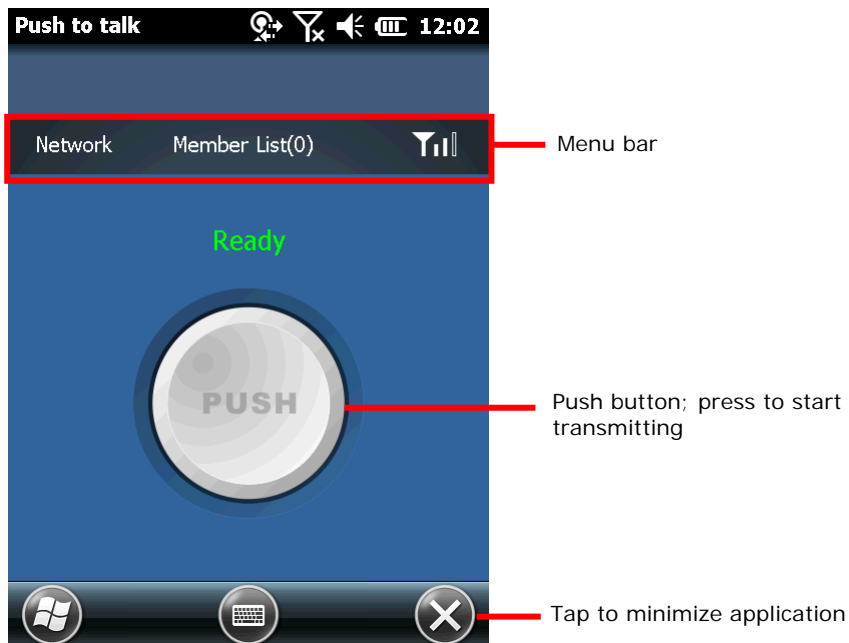 Push to talk 12:02
Network Member List(0)
Menu bar
Ready
PUSH
Push button; press to start
transmitting
Tap to minimize application